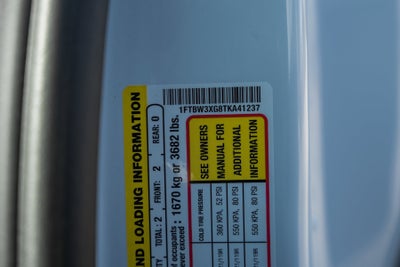 1FTBW3XG8TKA41237
ND LOADING INFORMATION
TOTAL: 2 FRONT: 2 REAR: 0
f occupants : 1670 kg or 3682 lbs.
ever exceed :
SEE OWNERS
MANUAL FOR
ADDITIONAL
INFORMATION
COLD TIRE PRESSURE
360 KPA, 52 PSI
550 KPA, 80 PSI
550 KPA, 80 PSI